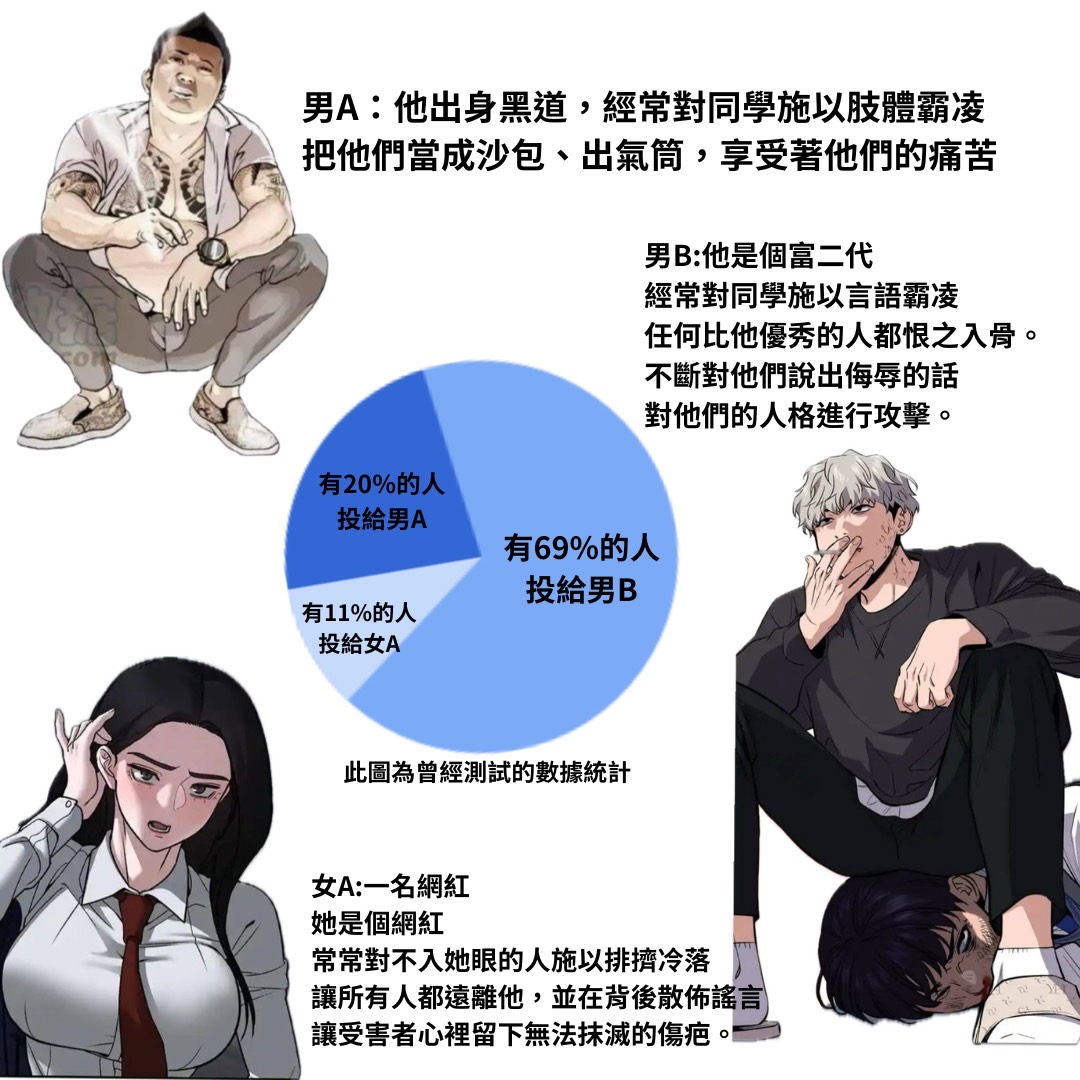 男A：他出身黑道，經常對同學施以肢體霸凌
把他們當成沙包、出氣筒，享受著他們的痛苦
男B:他是個富二代
經常對同學施以言語霸凌
任何比他優秀的人都恨之入骨。
不斷對他們說出侮辱的話
對他們的人格進行攻擊。
有20%的人
投給男A
有69%的人
投給男B
有11%的人
投給女A
此圖為曾經測試的數據統計
女A:一名網紅
她是個網紅
常常對不入她眼的人施以排擠冷落
讓所有人都遠離他，並在背後散佈謠言
讓受害者心裡留下無法抹滅的傷疤。